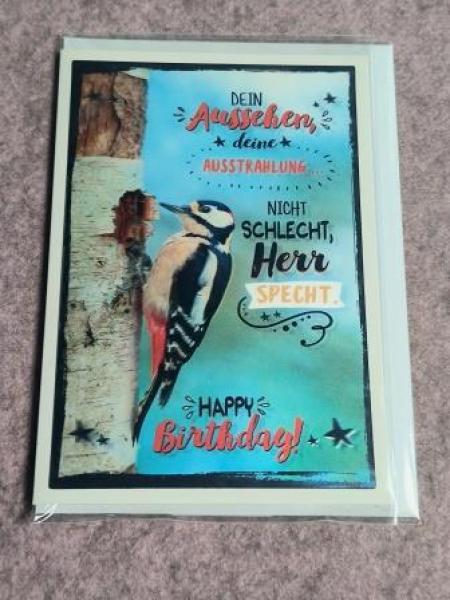 DEIN
Aussehen,
deine
AUSSTRAHLUNG...
NICHT
SCHLECHT,
Herr
SPECHT.
HAPPY
Birthday!